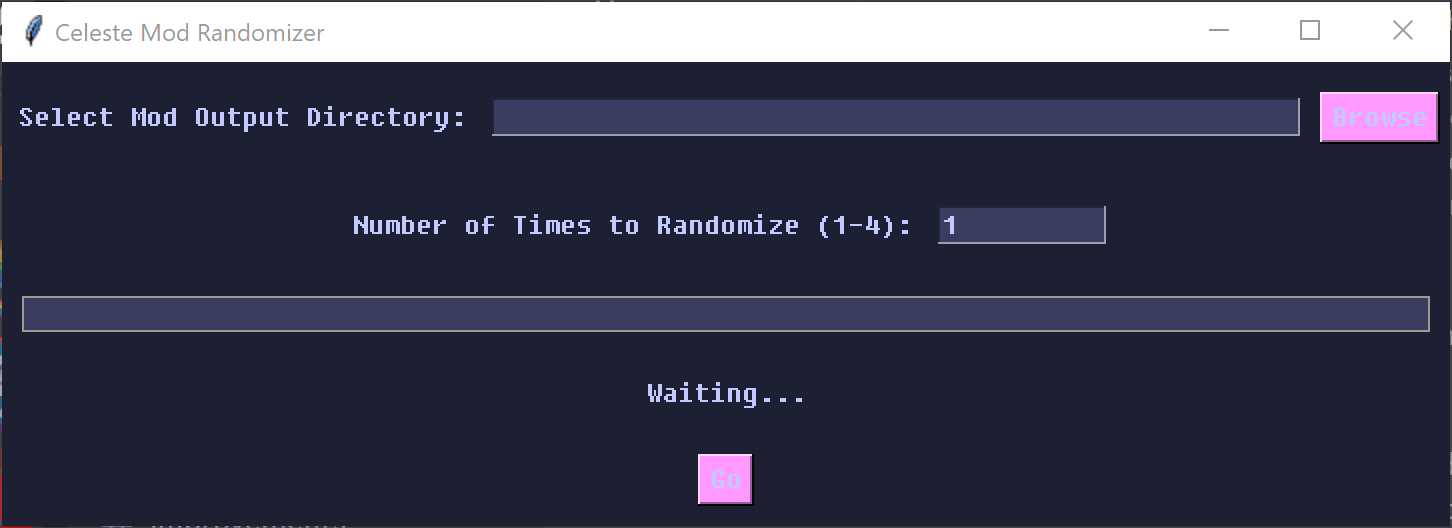 Celeste Mod Randomizer
Select Mod Output Directory: Browse
Number of Times to Randomize (1-4): 1
Waiting...
Go